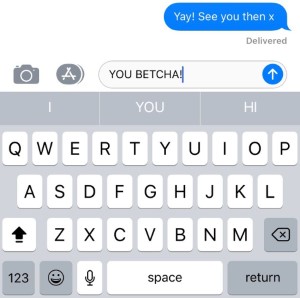 Yay! See you then x
Delivered
YOU BETCHA!
I YOU HI
Q W E R T Y U I O P
A S D F G H J K L
Z X C V B N M
123 space return